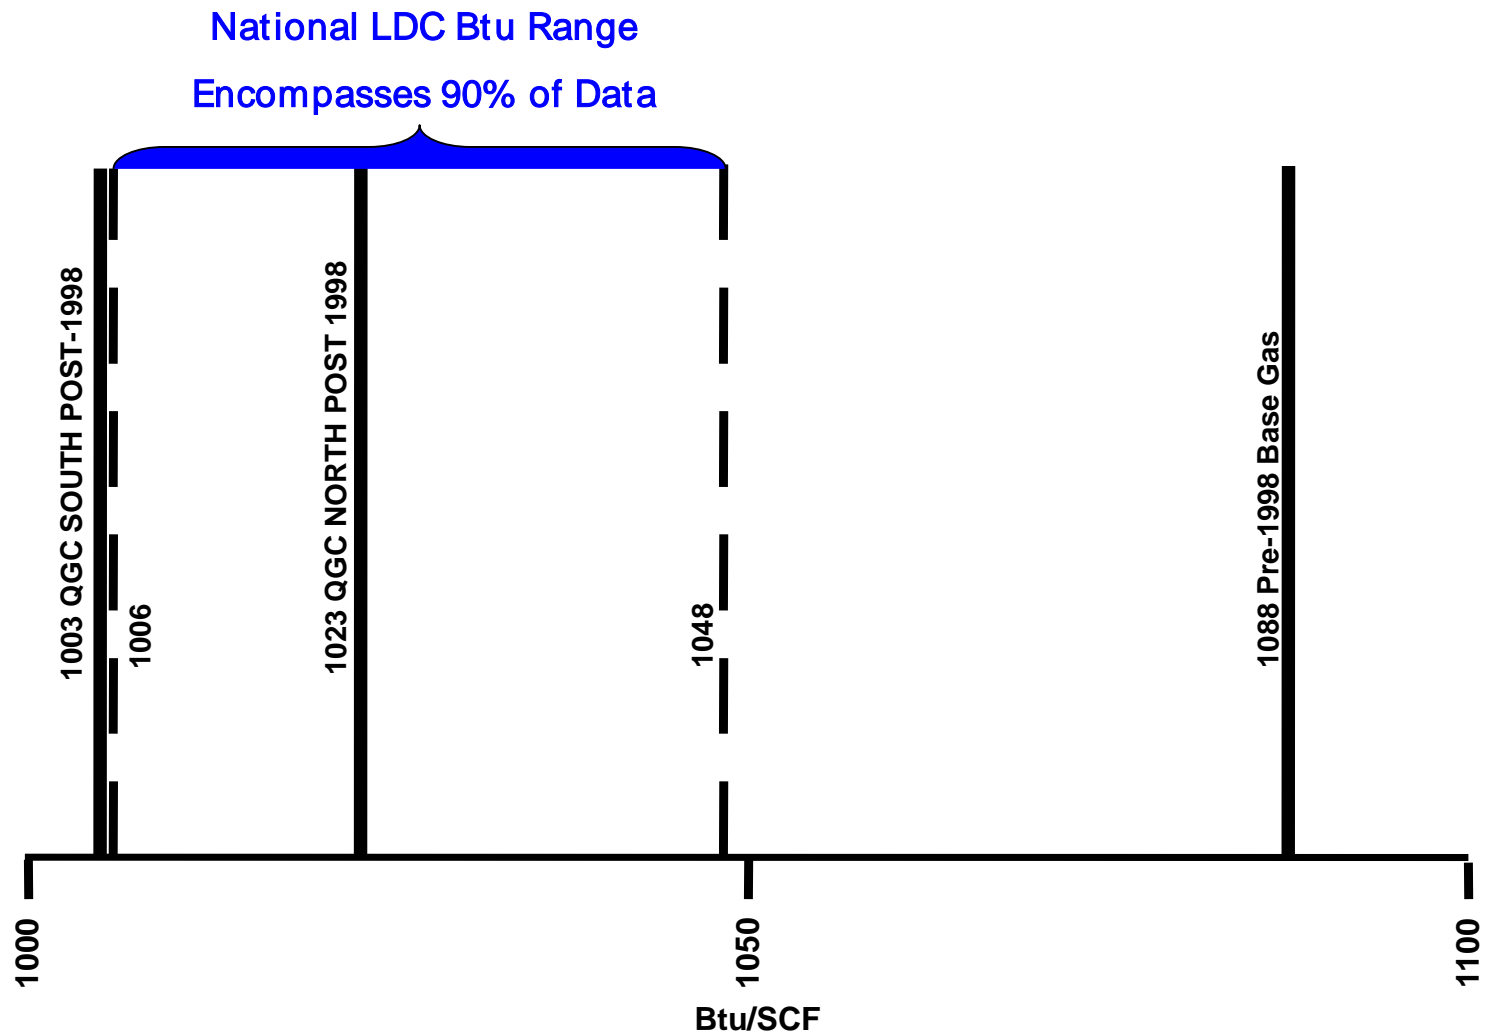 National LDC Btu Range
Encompasses 90% of Data
1003 QGC SOUTH POST-1998
1006
1023 QGC NORTH POST 1998
1048
1088 Pre-1998 Base Gas
1000
1050
1100
Btu/SCF